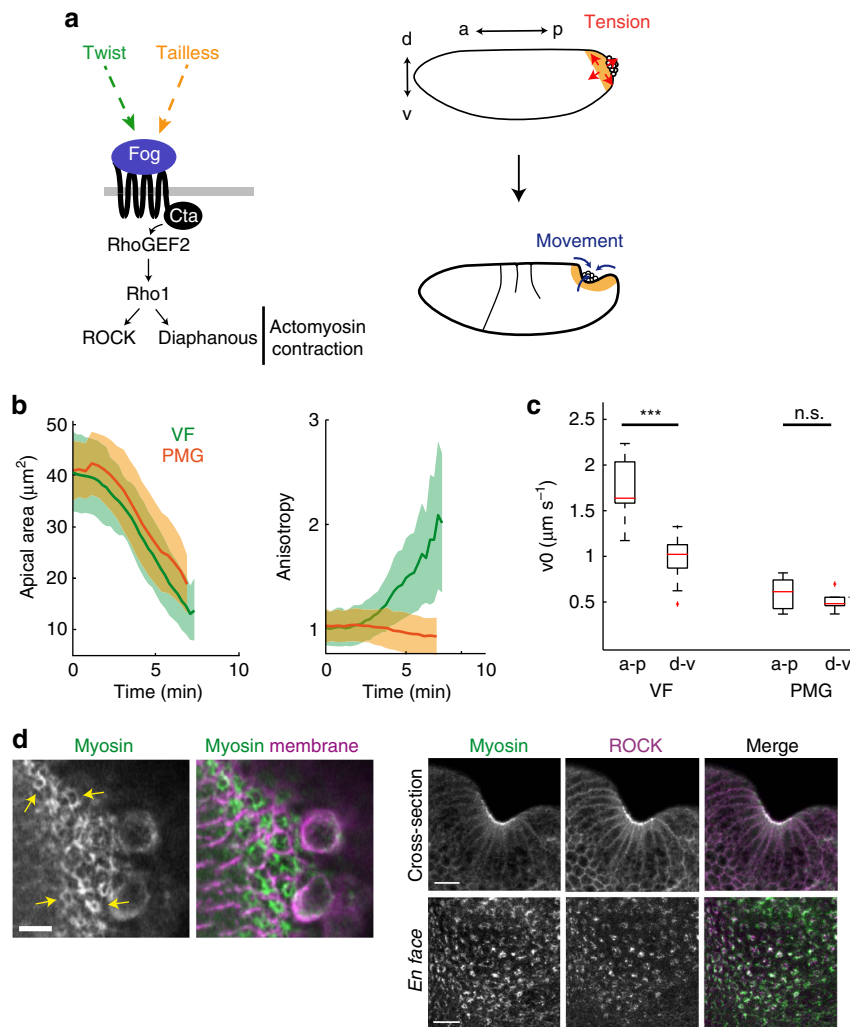 a
Twist Tailless
Fog
Cta
RhoGEF2
Rho1
ROCK Diaphanous
Actomyosin
contraction
a p
d
v
Tension
Movement
b
Apical area (μm²)
50
40
30
20
10
0 5 10
Time (min)
VF
PMG
Anisotropy
3
2
1
0 5 10
Time (min)
c
v0 (μm s⁻¹)
2.5
2
1.5
1
0.5
***
n.s.
a-p d-v a-p d-v
VF PMG
d
Myosin
Myosin membrane
Myosin ROCK Merge
Cross-section
En face